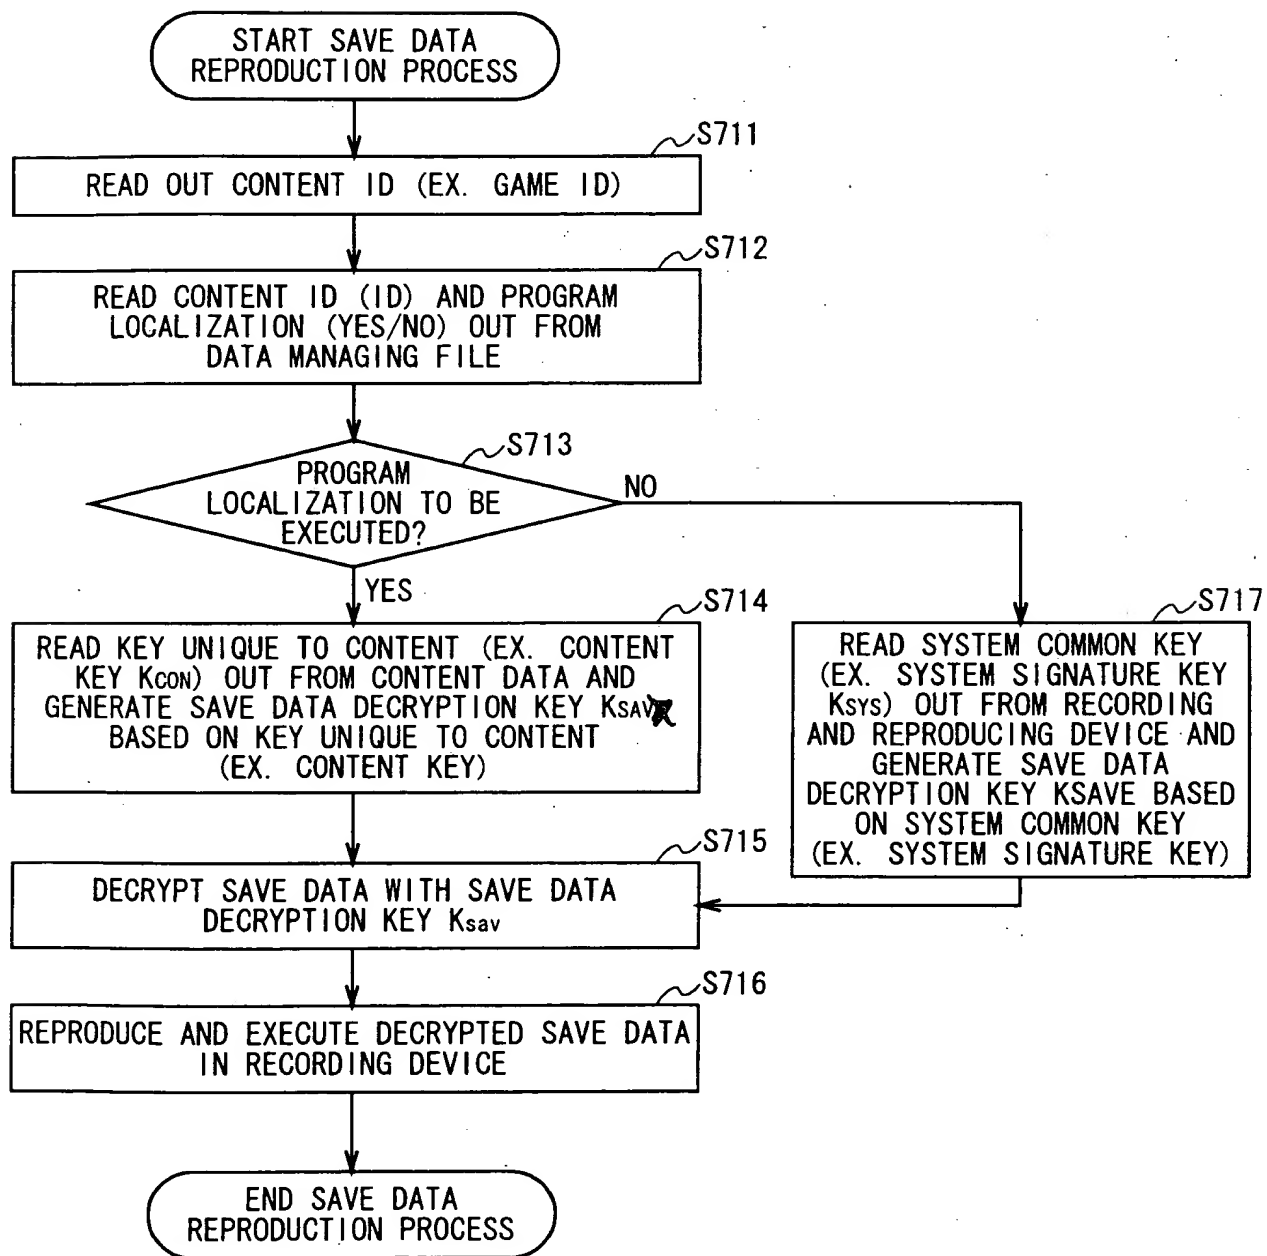 START SAVE DATA
REPRODUCTION PROCESS
S711
READ OUT CONTENT ID (EX. GAME ID)
S712
READ CONTENT ID (ID) AND PROGRAM
LOCALIZATION (YES/NO) OUT FROM
DATA MANAGING FILE
S713
PROGRAM
LOCALIZATION TO BE
EXECUTED?
NO
YES
S714
READ KEY UNIQUE TO CONTENT (EX. CONTENT
KEY KCON) OUT FROM CONTENT DATA AND
GENERATE SAVE DATA DECRYPTION KEY KSAV
BASED ON KEY UNIQUE TO CONTENT
(EX. CONTENT KEY)
S717
READ SYSTEM COMMON KEY
(EX. SYSTEM SIGNATURE KEY
KSYS) OUT FROM RECORDING
AND REPRODUCING DEVICE AND
GENERATE SAVE DATA
DECRYPTION KEY KSAVE BASED
ON SYSTEM COMMON KEY
(EX. SYSTEM SIGNATURE KEY)
S715
DECRYPT SAVE DATA WITH SAVE DATA
DECRYPTION KEY Ksav
S716
REPRODUCE AND EXECUTE DECRYPTED SAVE DATA
IN RECORDING DEVICE
END SAVE DATA
REPRODUCTION PROCESS